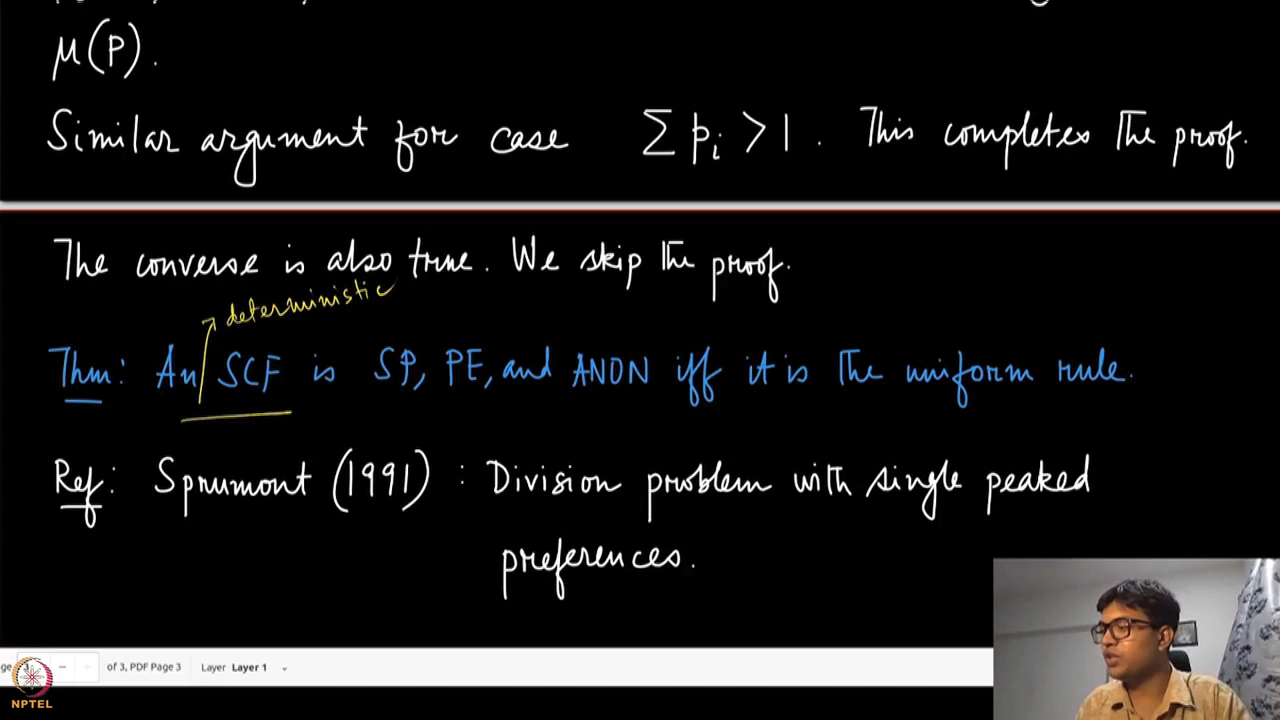 μ(P).
Similar argument for case Σ pᵢ > 1. This completes the proof.
The converse is also true. We skip the proof.
deterministic
Thm: An SCF is SP, PE, and ANON iff it is the uniform rule.
Ref: Sprumont (1991) : Division problem with single peaked
preferences.
of 3, PDF Page 3 Layer Layer 1
NPTEL